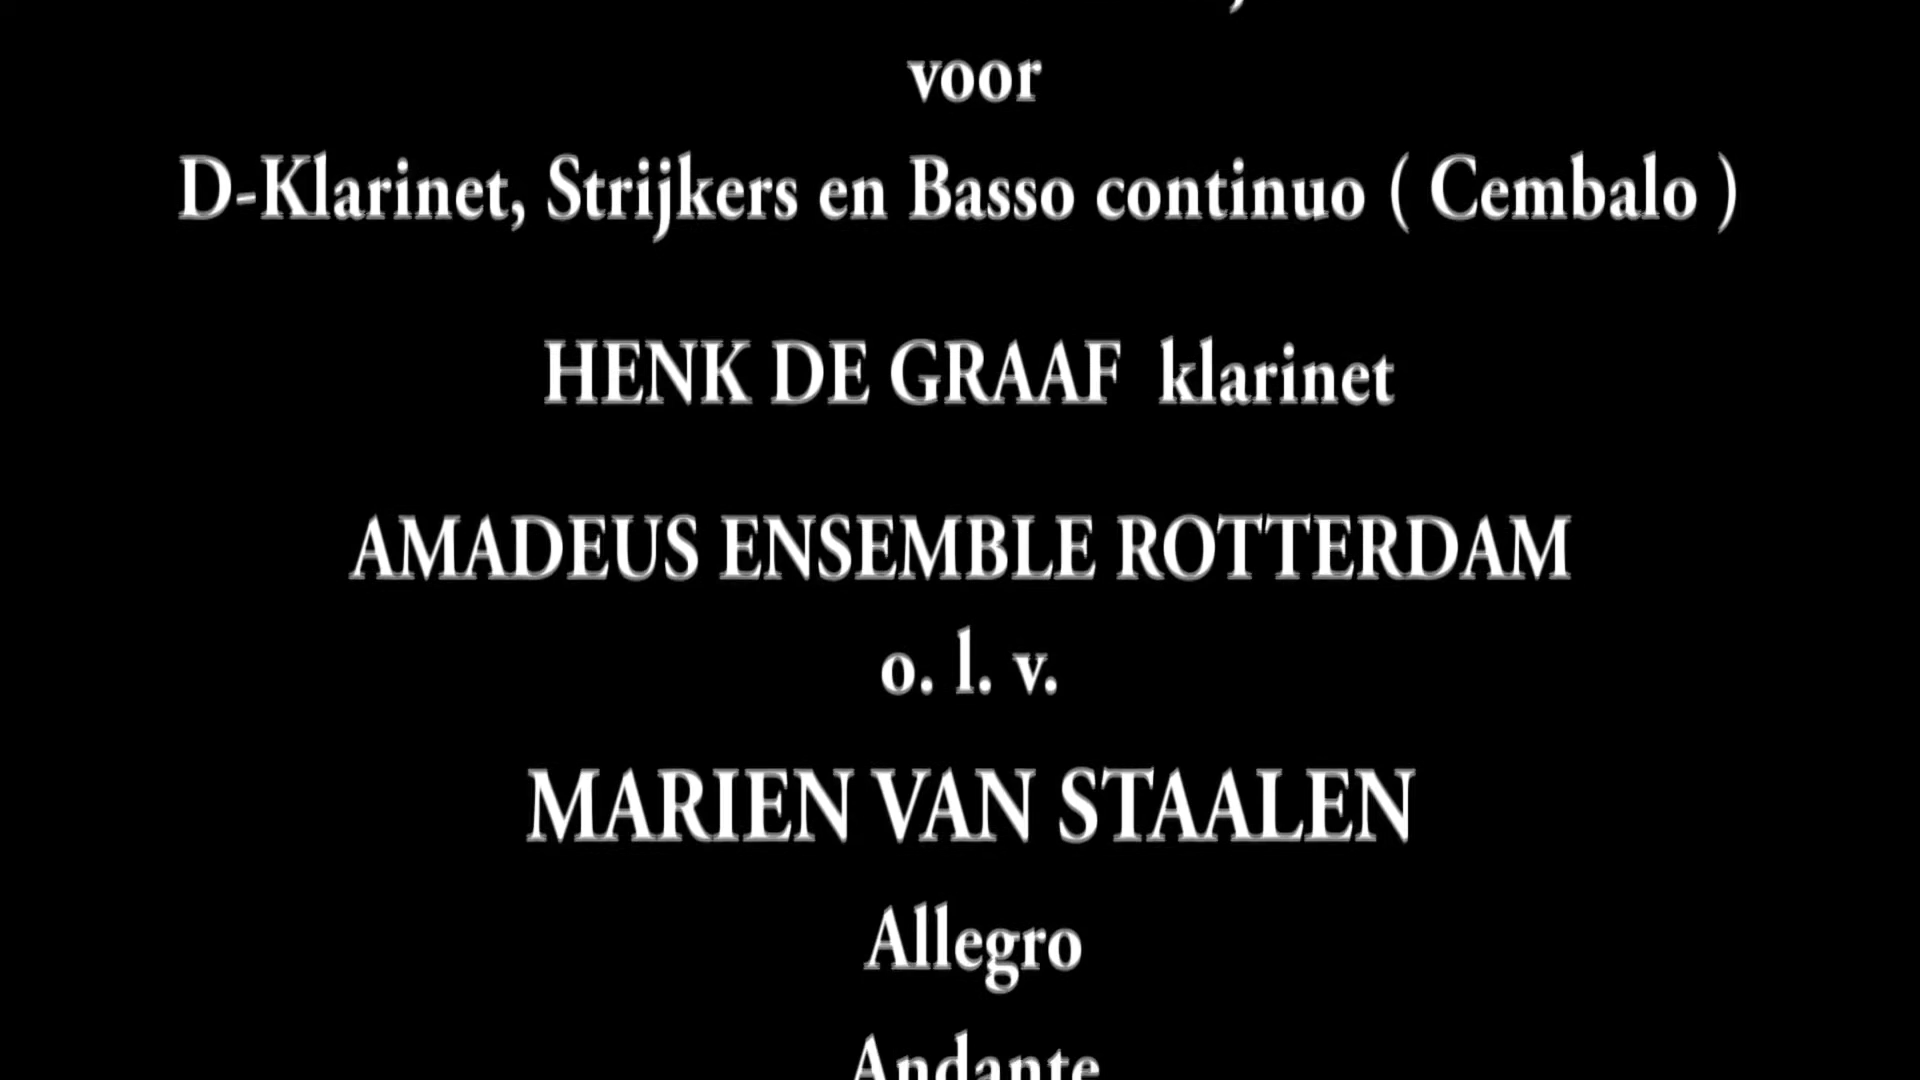 voor
D-Klarinet, Strijkers en Basso continuo ( Cembalo )
HENK DE GRAAF klarinet
AMADEUS ENSEMBLE ROTTERDAM
o. l. v.
MARIEN VAN STAALEN
Allegro
Andante